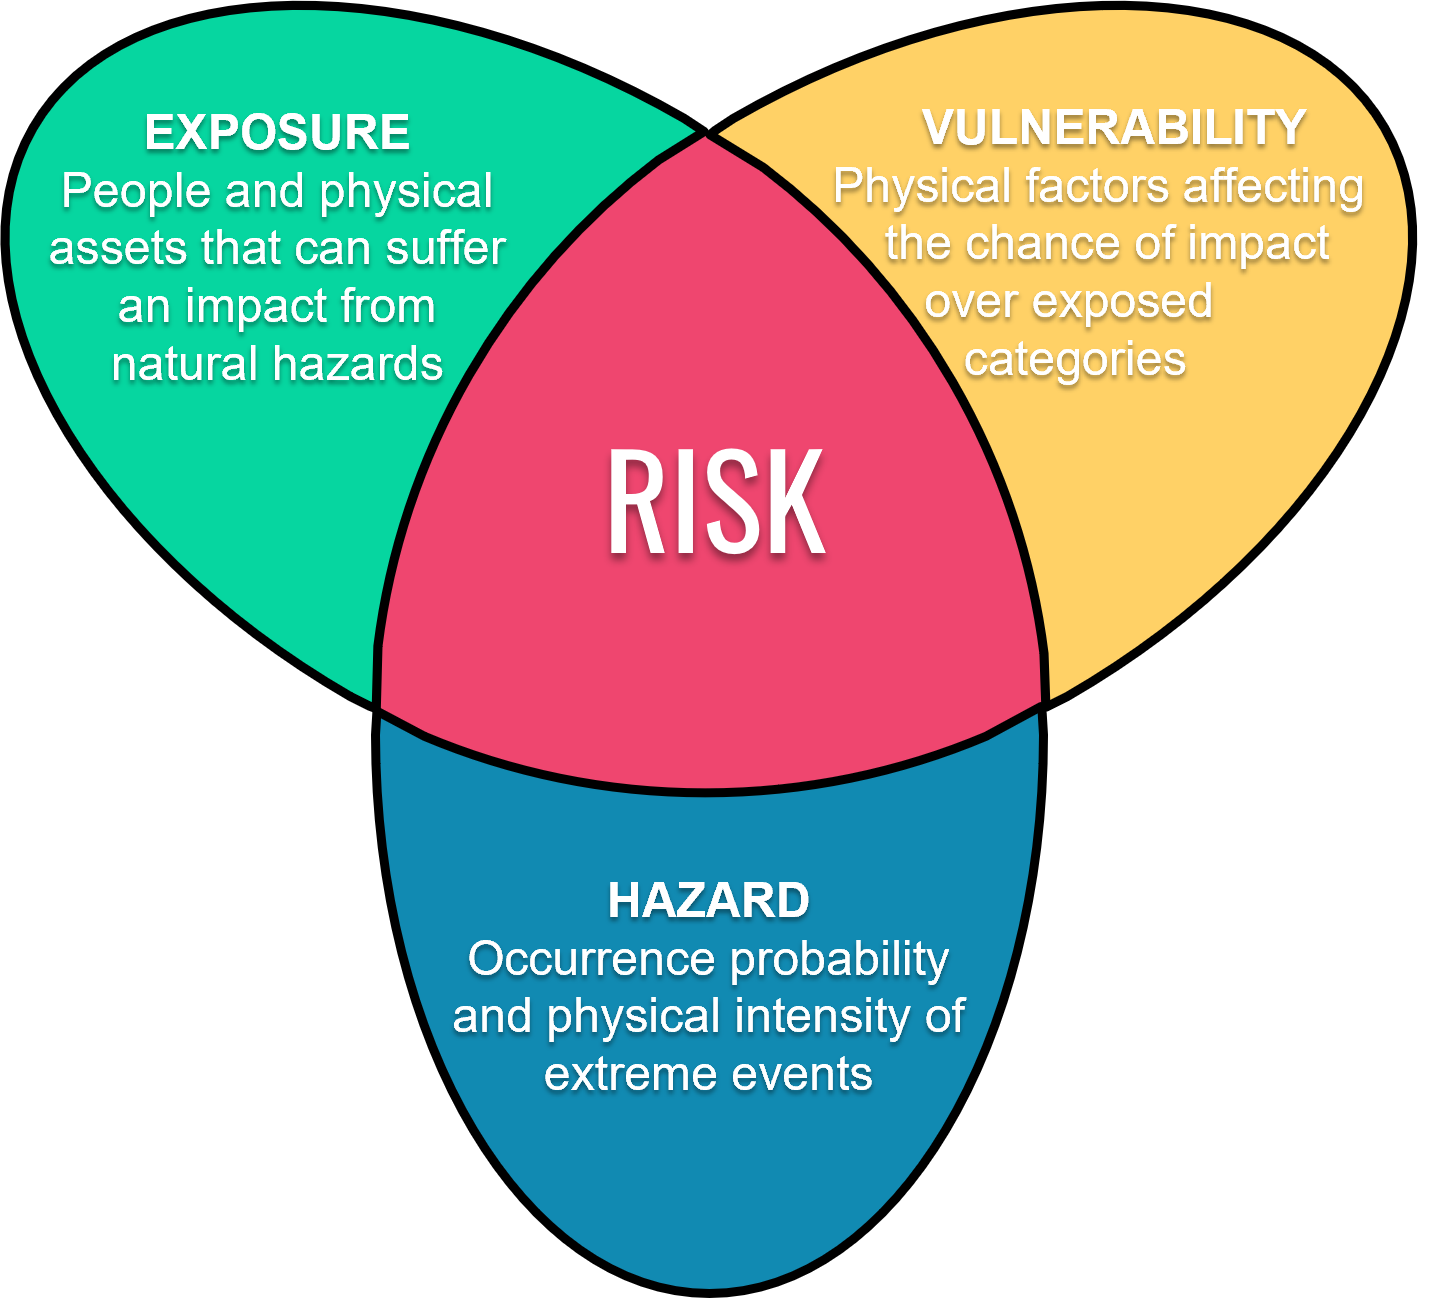 EXPOSURE
People and physical
assets that can suffer
an impact from
natural hazards
VULNERABILITY
Physical factors affecting
the chance of impact
over exposed
categories
RISK
HAZARD
Occurrence probability
and physical intensity of
extreme events